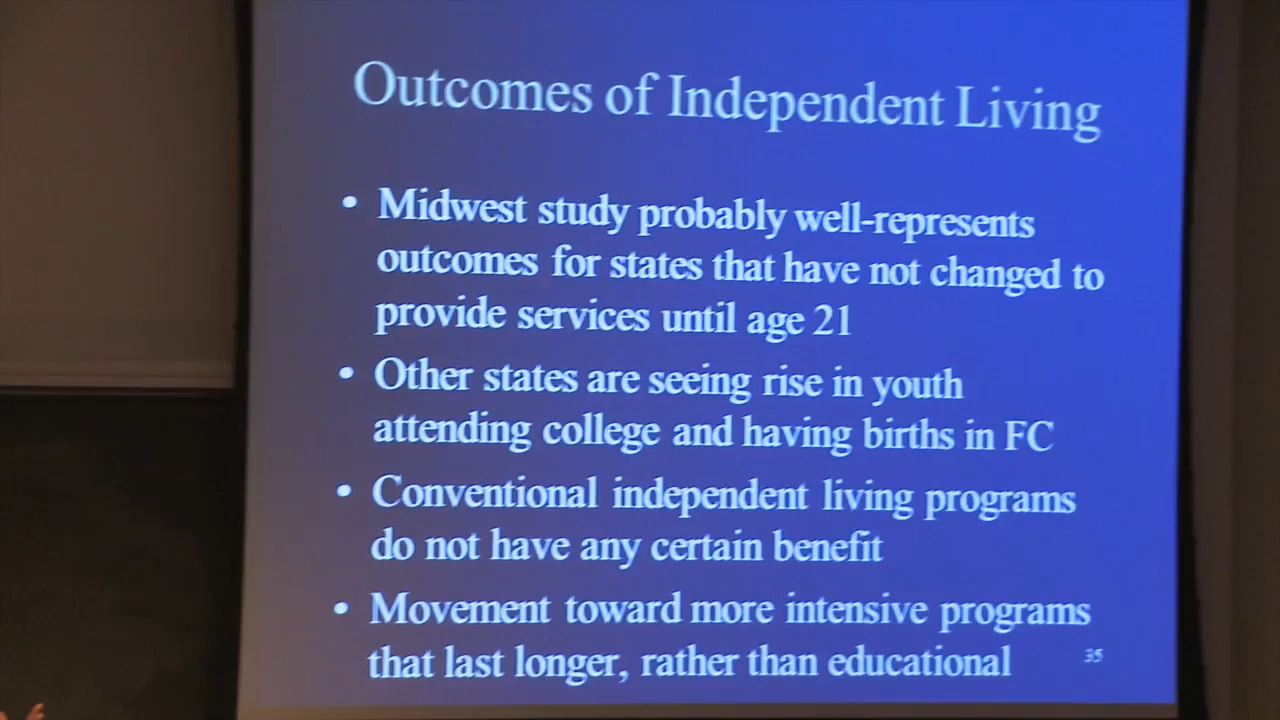 Outcomes of Independent Living
• Midwest study probably well-represents
outcomes for states that have not changed to
provide services until age 21
• Other states are seeing rise in youth
attending college and having births in FC
• Conventional independent living programs
do not have any certain benefit
• Movement toward more intensive programs
that last longer, rather than educational
35